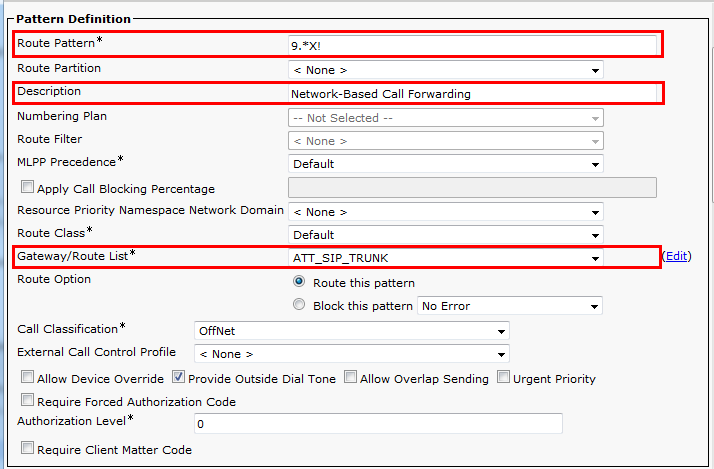 Pattern Definition
Route Pattern* 9.*X!
Route Partition < None >
Description Network-Based Call Forwarding
Numbering Plan -- Not Selected --
Route Filter < None >
MLPP Precedence* Default
Apply Call Blocking Percentage
Resource Priority Namespace Network Domain < None >
Route Class* Default
Gateway/Route List* ATT_SIP_TRUNK (Edit)
Route Option Route this pattern
Block this pattern No Error
Call Classification* OffNet
External Call Control Profile < None >
Allow Device Override Provide Outside Dial Tone Allow Overlap Sending Urgent Priority
Require Forced Authorization Code
Authorization Level* 0
Require Client Matter Code